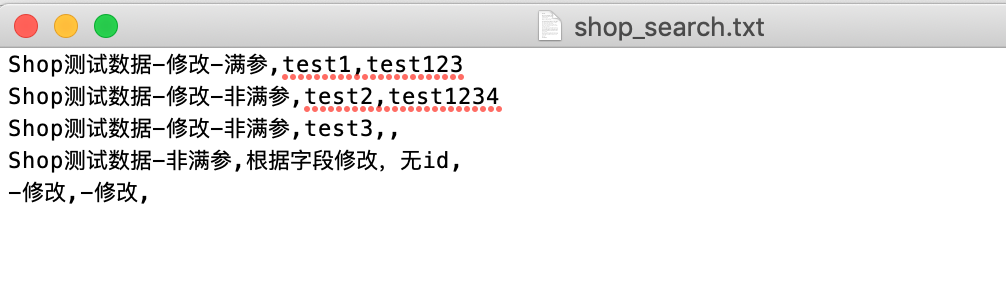 shop_search.txt
Shop测试数据-修改-满参,test1,test123
Shop测试数据-修改-非满参,test2,test1234
Shop测试数据-修改-非满参,test3,,
Shop测试数据-非满参,根据字段修改，无id,
-修改,-修改,